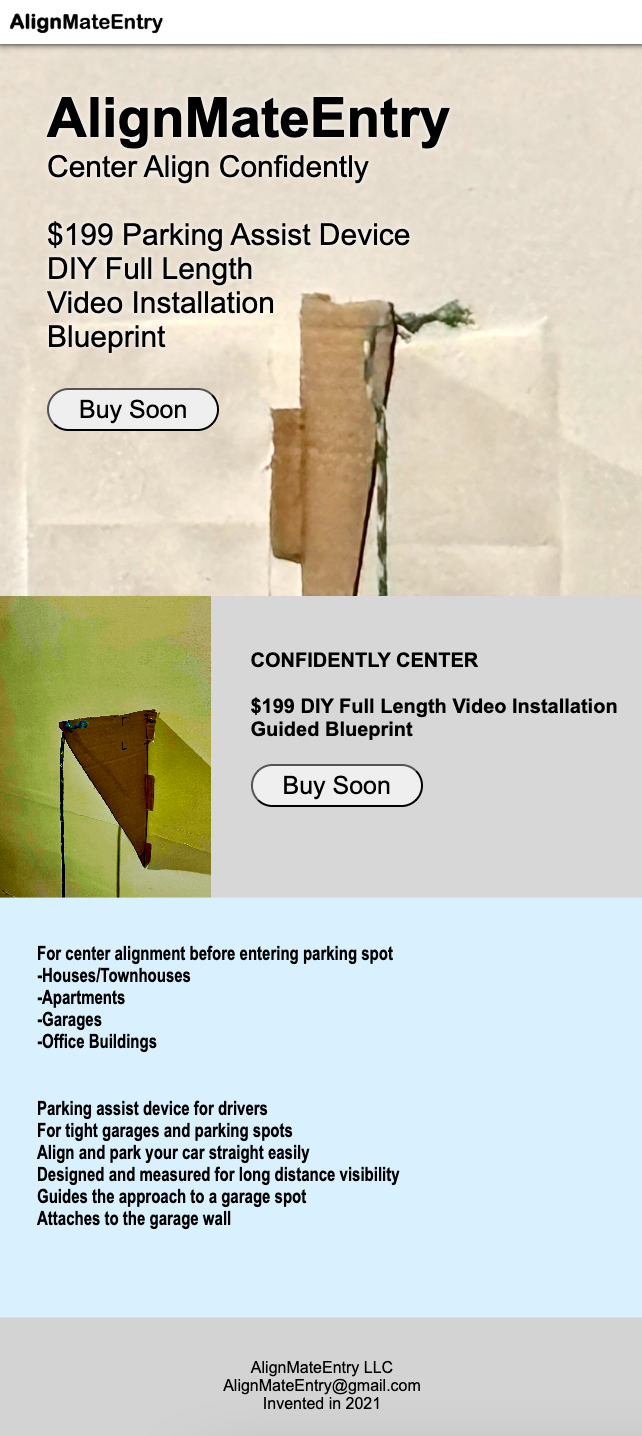 AlignMateEntry
AlignMateEntry
Center Align Confidently
$199 Parking Assist Device
DIY Full Length
Video Installation
Blueprint
Buy Soon
CONFIDENTLY CENTER
$199 DIY Full Length Video Installation
Guided Blueprint
Buy Soon
For center alignment before entering parking spot
-Houses/Townhouses
-Apartments
-Garages
-Office Buildings
Parking assist device for drivers
For tight garages and parking spots
Align and park your car straight easily
Designed and measured for long distance visibility
Guides the approach to a garage spot
Attaches to the garage wall
AlignMateEntry LLC
AlignMateEntry@gmail.com
Invented in 2021